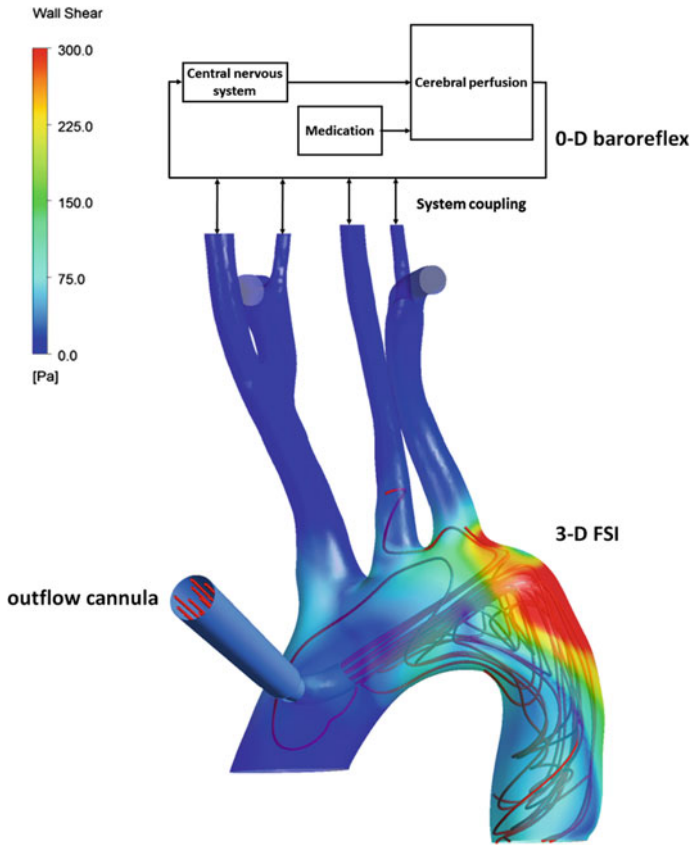 Wall Shear
300.0
225.0
150.0
75.0
0.0
[Pa]
Central nervous
system
Cerebral perfusion
Medication
0-D baroreflex
System coupling
3-D FSI
outflow cannula